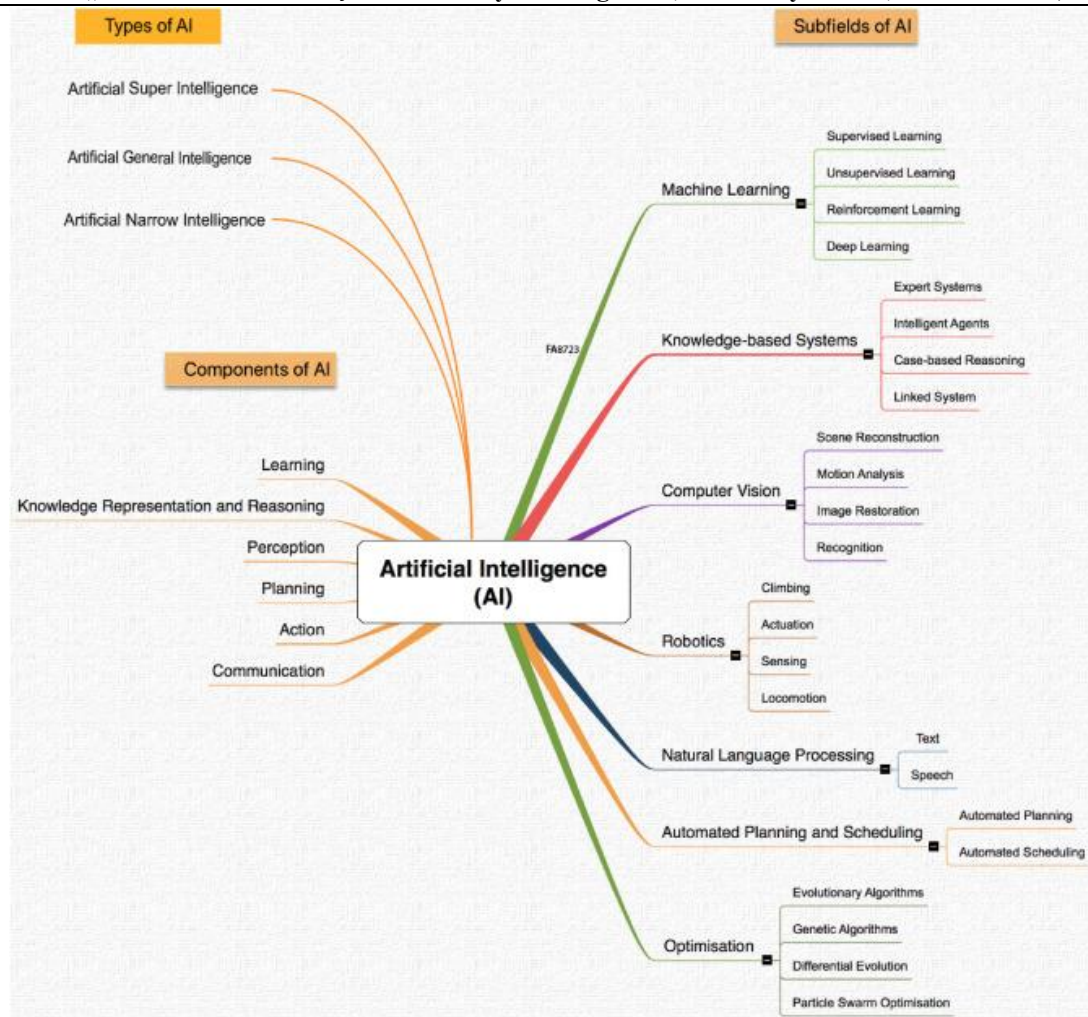 Types of AI
Artificial Super Intelligence
Artificial General Intelligence
Artificial Narrow Intelligence
Components of AI
Learning
Knowledge Representation and Reasoning
Perception
Planning
Action
Communication
Artificial Intelligence
(AI)
Subfields of AI
FA8723
Machine Learning
Supervised Learning
Unsupervised Learning
Reinforcement Learning
Deep Learning
Knowledge-based Systems
Expert Systems
Intelligent Agents
Case-based Reasoning
Linked System
Computer Vision
Scene Reconstruction
Motion Analysis
Image Restoration
Recognition
Robotics
Climbing
Actuation
Sensing
Locomotion
Natural Language Processing
Text
Speech
Automated Planning and Scheduling
Automated Planning
Automated Scheduling
Optimisation
Evolutionary Algorithms
Genetic Algorithms
Differential Evolution
Particle Swarm Optimisation